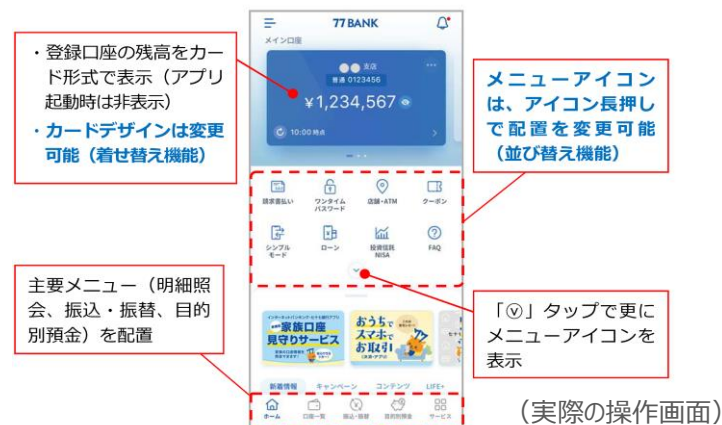 77 BANK
メイン口座
支店
普通 0123456
¥1,234,567
10:00 時点
・登録口座の残高をカー
ド形式で表示（アプリ
起動時は非表示）
・カードデザインは変更
可能（着せ替え機能）
メニューアイコン
は、アイコン長押し
で配置を変更可能
（並び替え機能）
請求書払い
ワンタイム
パスワード
店舗・ATM
クーポン
シンプル
モード
ローン
投資信託
NISA
FAQ
主要メニュー（明細照
会、振込・振替、目的
別預金）を配置
「ⓥ」タップで更に
メニューアイコンを
表示
家族口座
見守りサービス
おうちで
スマホで
お取引
新着情報
キャンペーン
コンテンツ
LIFE+
ホーム
口座一覧
振込・振替
目的別預金
サービス
（実際の操作画面）